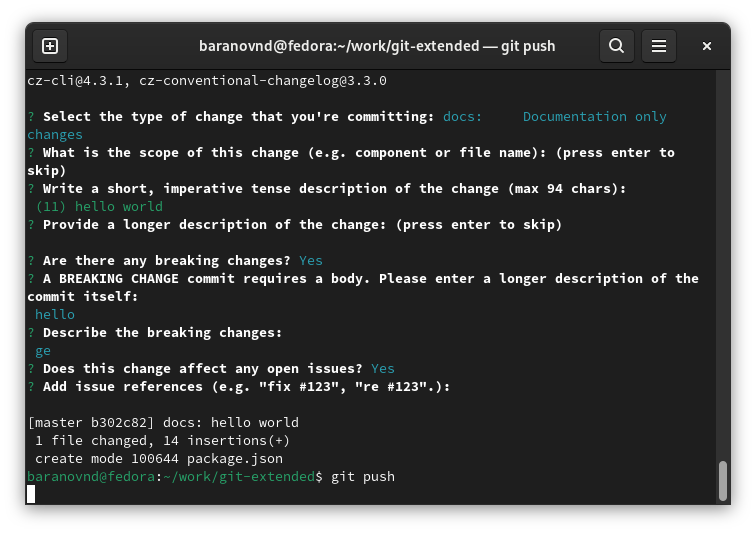 baranovnd@fedora:~/work/git-extended — git push
cz-cli@4.3.1, cz-conventional-changelog@3.3.0
? Select the type of change that you're committing: docs:     Documentation only
changes
? What is the scope of this change (e.g. component or file name): (press enter to
skip)
? Write a short, imperative tense description of the change (max 94 chars):
(11) hello world
? Provide a longer description of the change: (press enter to skip)
? Are there any breaking changes? Yes
? A BREAKING CHANGE commit requires a body. Please enter a longer description of the
commit itself:
hello
? Describe the breaking changes:
ge
? Does this change affect any open issues? Yes
? Add issue references (e.g. "fix #123", "re #123".):
[master b302c82] docs: hello world
1 file changed, 14 insertions(+)
create mode 100644 package.json
baranovnd@fedora:~/work/git-extended$ git push